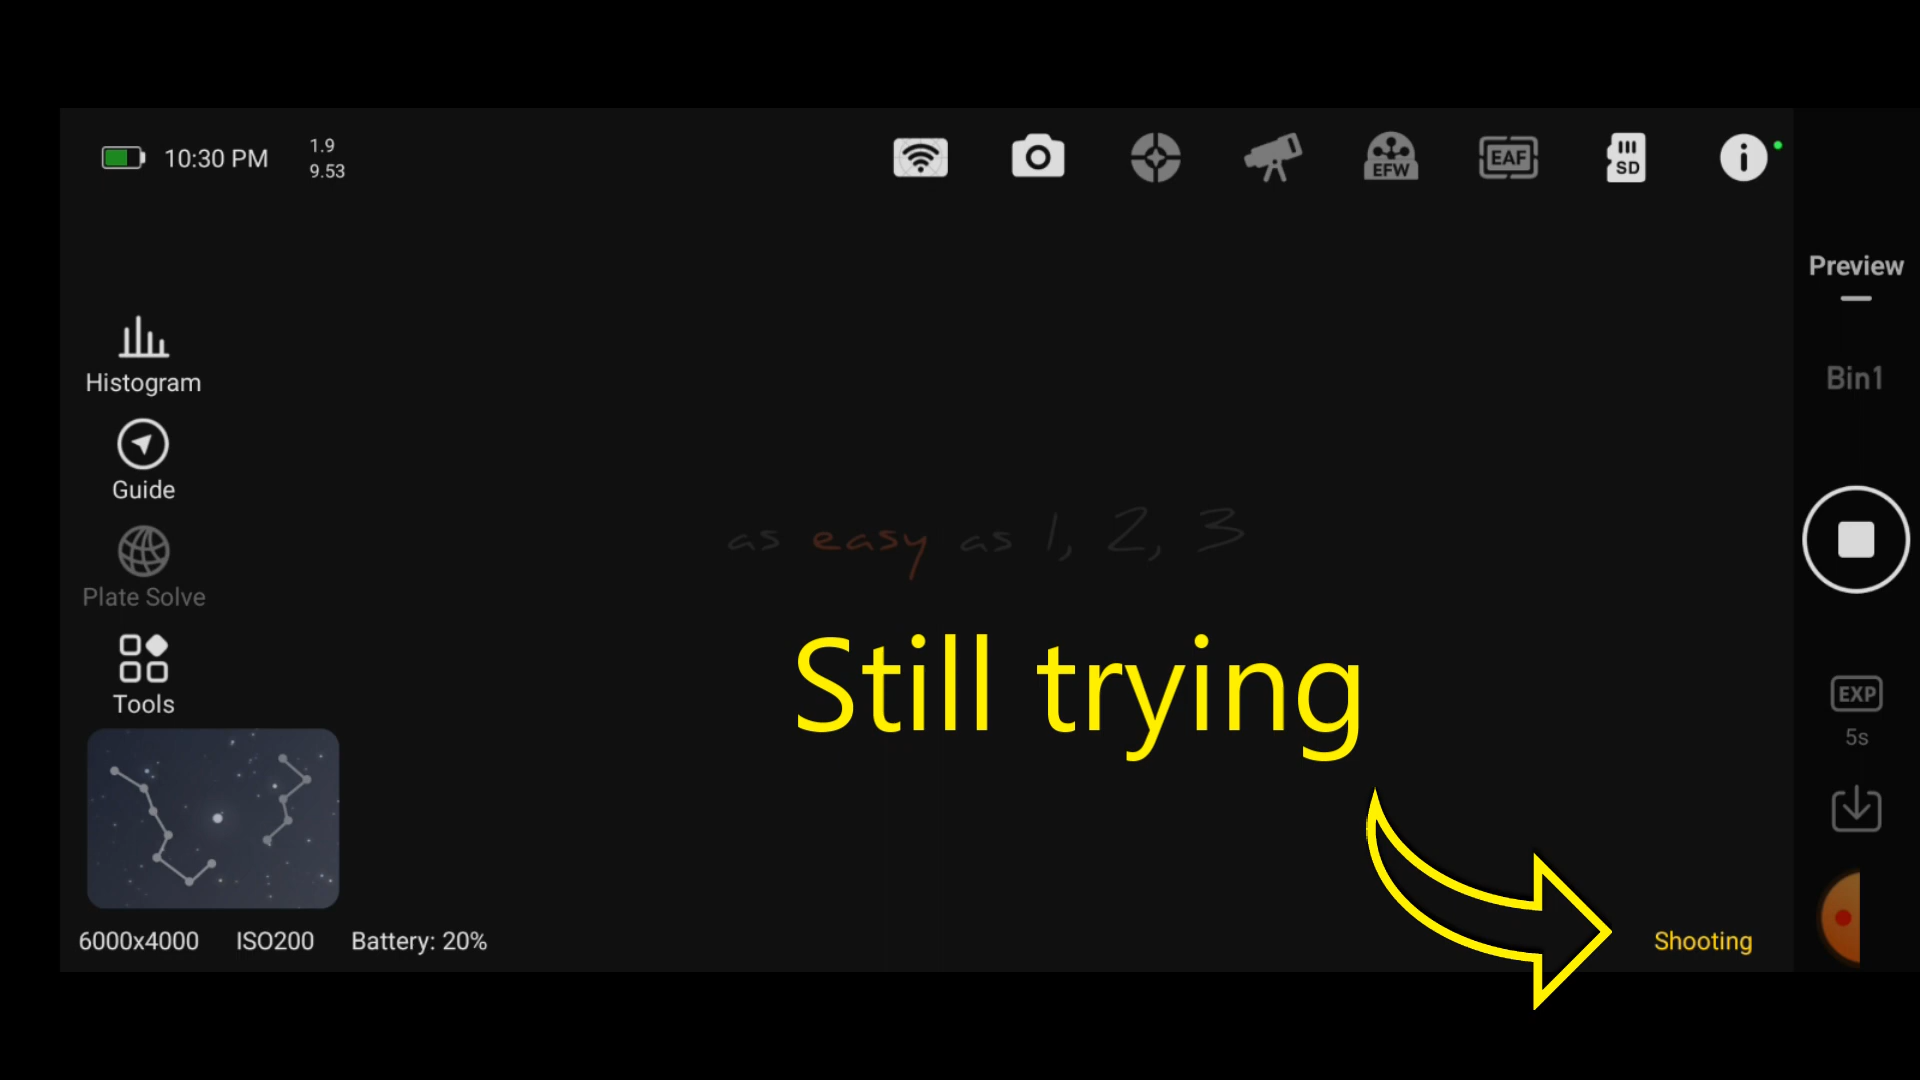 10:30 PM
1.9
9.53
EFW
EAF
SD
Preview
Bin1
Histogram
Guide
Plate Solve
Tools
as easy as 1, 2, 3
Still trying
EXP
5s
6000x4000 ISO200 Battery: 20%
Shooting